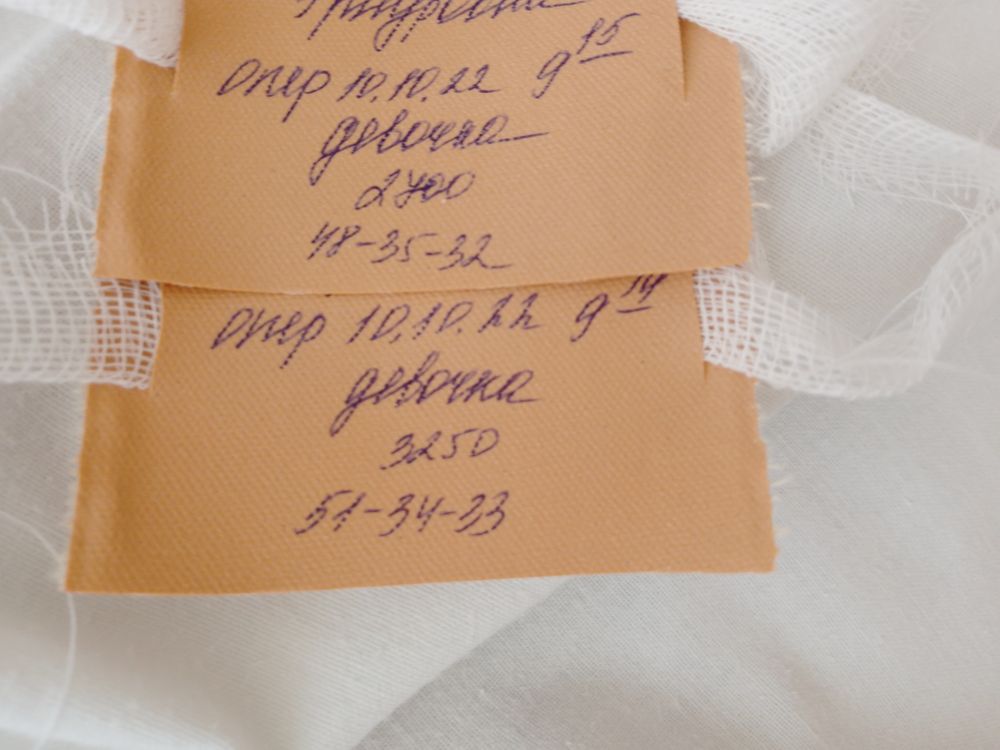 опер 10.10.22 9 15
девочка
2700
48-35-32
опер 10.10.22 9 14
девочка
3250
51-34-33